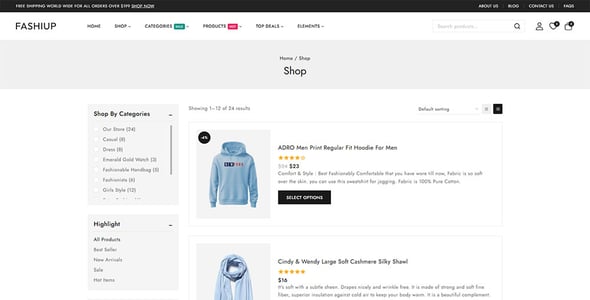 FREE SHIPPING WORLD WIDE FOR ALL ORDERS OVER $199 SHOP NOW
ABOUT US BLOG CONTACT US FAQS
FASHIUP
HOME SHOP CATEGORIES PRODUCTS HOT TOP DEALS ELEMENTS
Search products...
0 0
Home / Shop
Shop
Shop By Categories
Our Store (24)
Casual (8)
Dress (8)
Emerald Gold Watch (3)
Fashionable Handbag (5)
Fashionists (6)
Girls Style (12)
Highlight
All Products
Best Seller
New Arrivals
Sale
Hot Items
Showing 1–12 of 24 results
Default sorting
-4%
ADRO Men Print Regular Fit Hoodie For Men
$24 $23
Comfort & Style : Best Fashionably Comfortable that you have wore till now, Fabric is so soft
over the skin, you can use this sweatshirt for jogging. Fabric is 100% Pure Cotton.
SELECT OPTIONS
Cindy & Wendy Large Soft Cashmere Silky Shawl
$16
It's soft with a subtle sheen. Drapes nicely and wrinkle free. It is made of strong and soft fine
fiber, superior insulation against cold air to keep your body warm. It is a beautiful complement